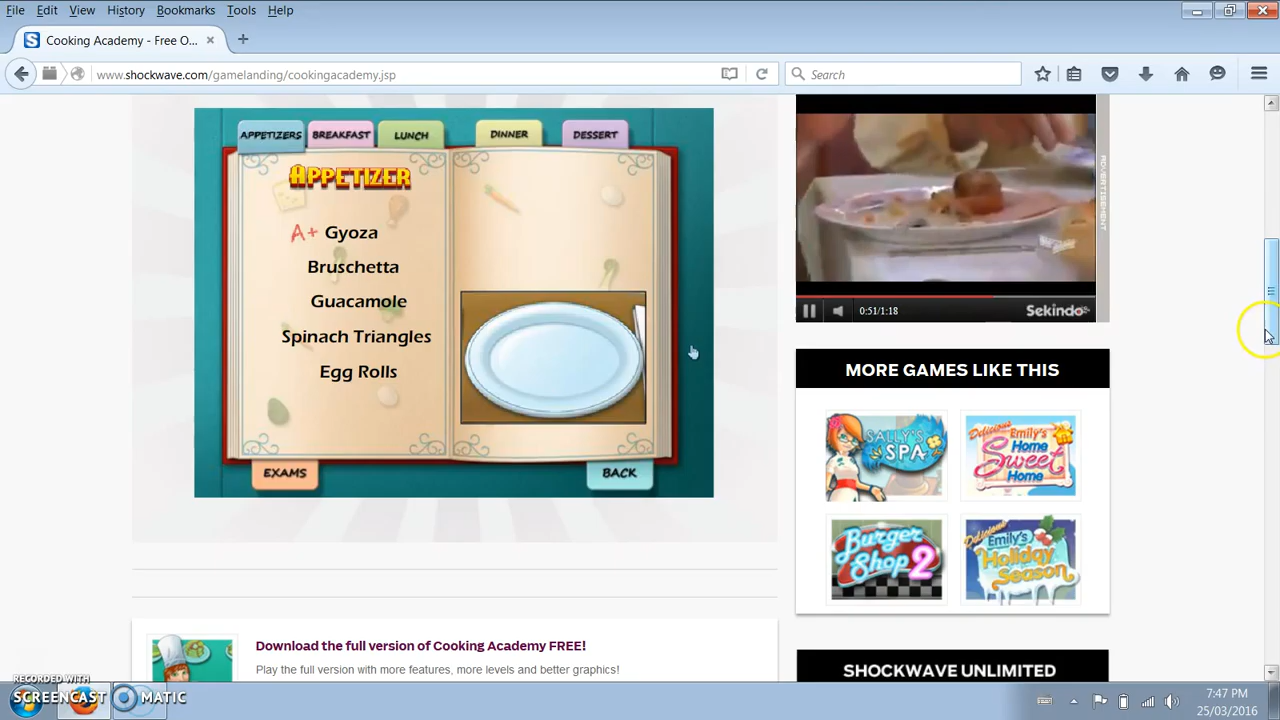 File Edit View History Bookmarks Tools Help
Cooking Academy - Free O... ×
www.shockwave.com/gamelanding/cookingacademy.jsp
Search
APPETIZERS BREAKFAST LUNCH DINNER DESSERT
APPETIZER
A+ Gyoza
Bruschetta
Guacamole
Spinach Triangles
Egg Rolls
EXAMS
BACK
ADVERTISEMENT
0:51/1:18
Sekindo
MORE GAMES LIKE THIS
SALLY'S SPA
Delicious Emily's Home Sweet Home
Burger Shop 2
Delicious Emily's Holiday Season
Download the full version of Cooking Academy FREE!
Play the full version with more features, more levels and better graphics!
SHOCKWAVE UNLIMITED
RECORDED WITH
SCREENCAST MATIC
7:47 PM
25/03/2016